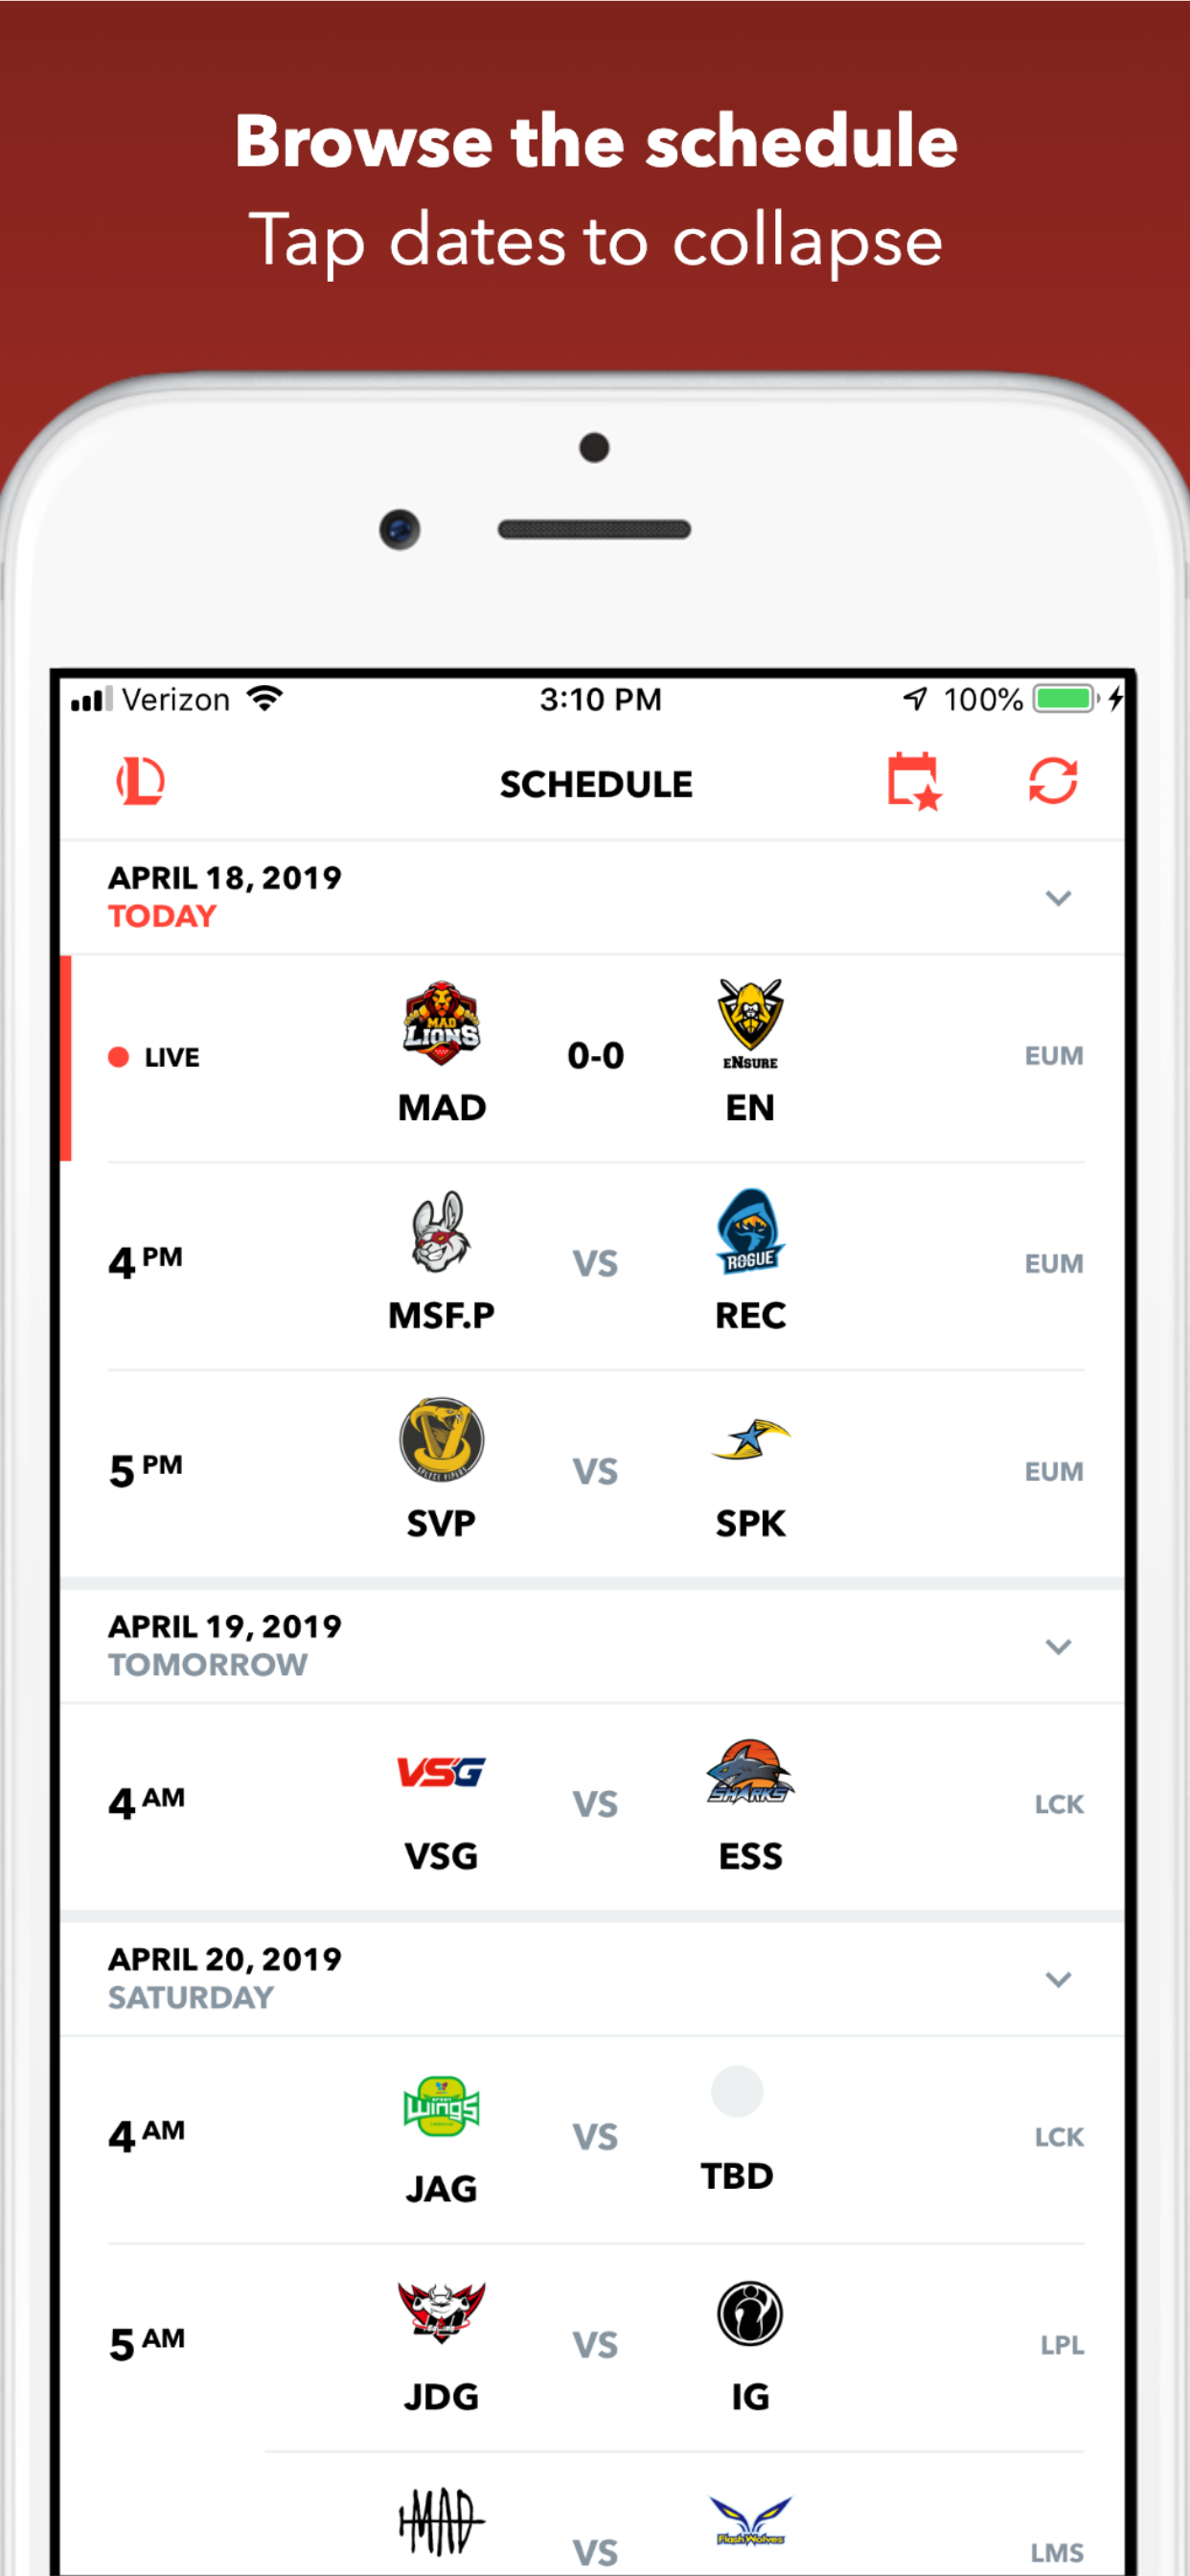 Browse the schedule
Tap dates to collapse
Verizon 3:10 PM 100%
SCHEDULE
APRIL 18, 2019
TODAY
MAD
LIONS
ENSURE
LIVE 0-0 EUM
MAD EN
ROGUE
4 PM VS EUM
MSF.P REC
5 PM VS EUM
SVP SPK
APRIL 19, 2019
TOMORROW
VSG
SHARKS
4 AM VS LCK
VSG ESS
APRIL 20, 2019
SATURDAY
WINGS
4 AM VS LCK
JAG TBD
5 AM VS LPL
JDG IG
MAD
Flash Wolves
VS LMS